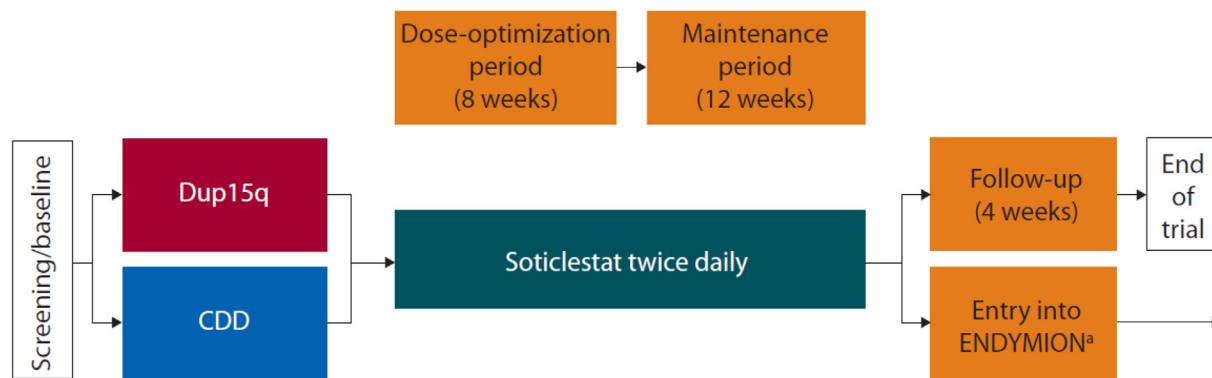 Dose-optimization
period
(8 weeks)
Maintenance
period
(12 weeks)
Screening/baseline
Dup15q
CDD
Soticlestat twice daily
Follow-up
(4 weeks)
Entry into
ENDYMIONᵃ
End
of
trial